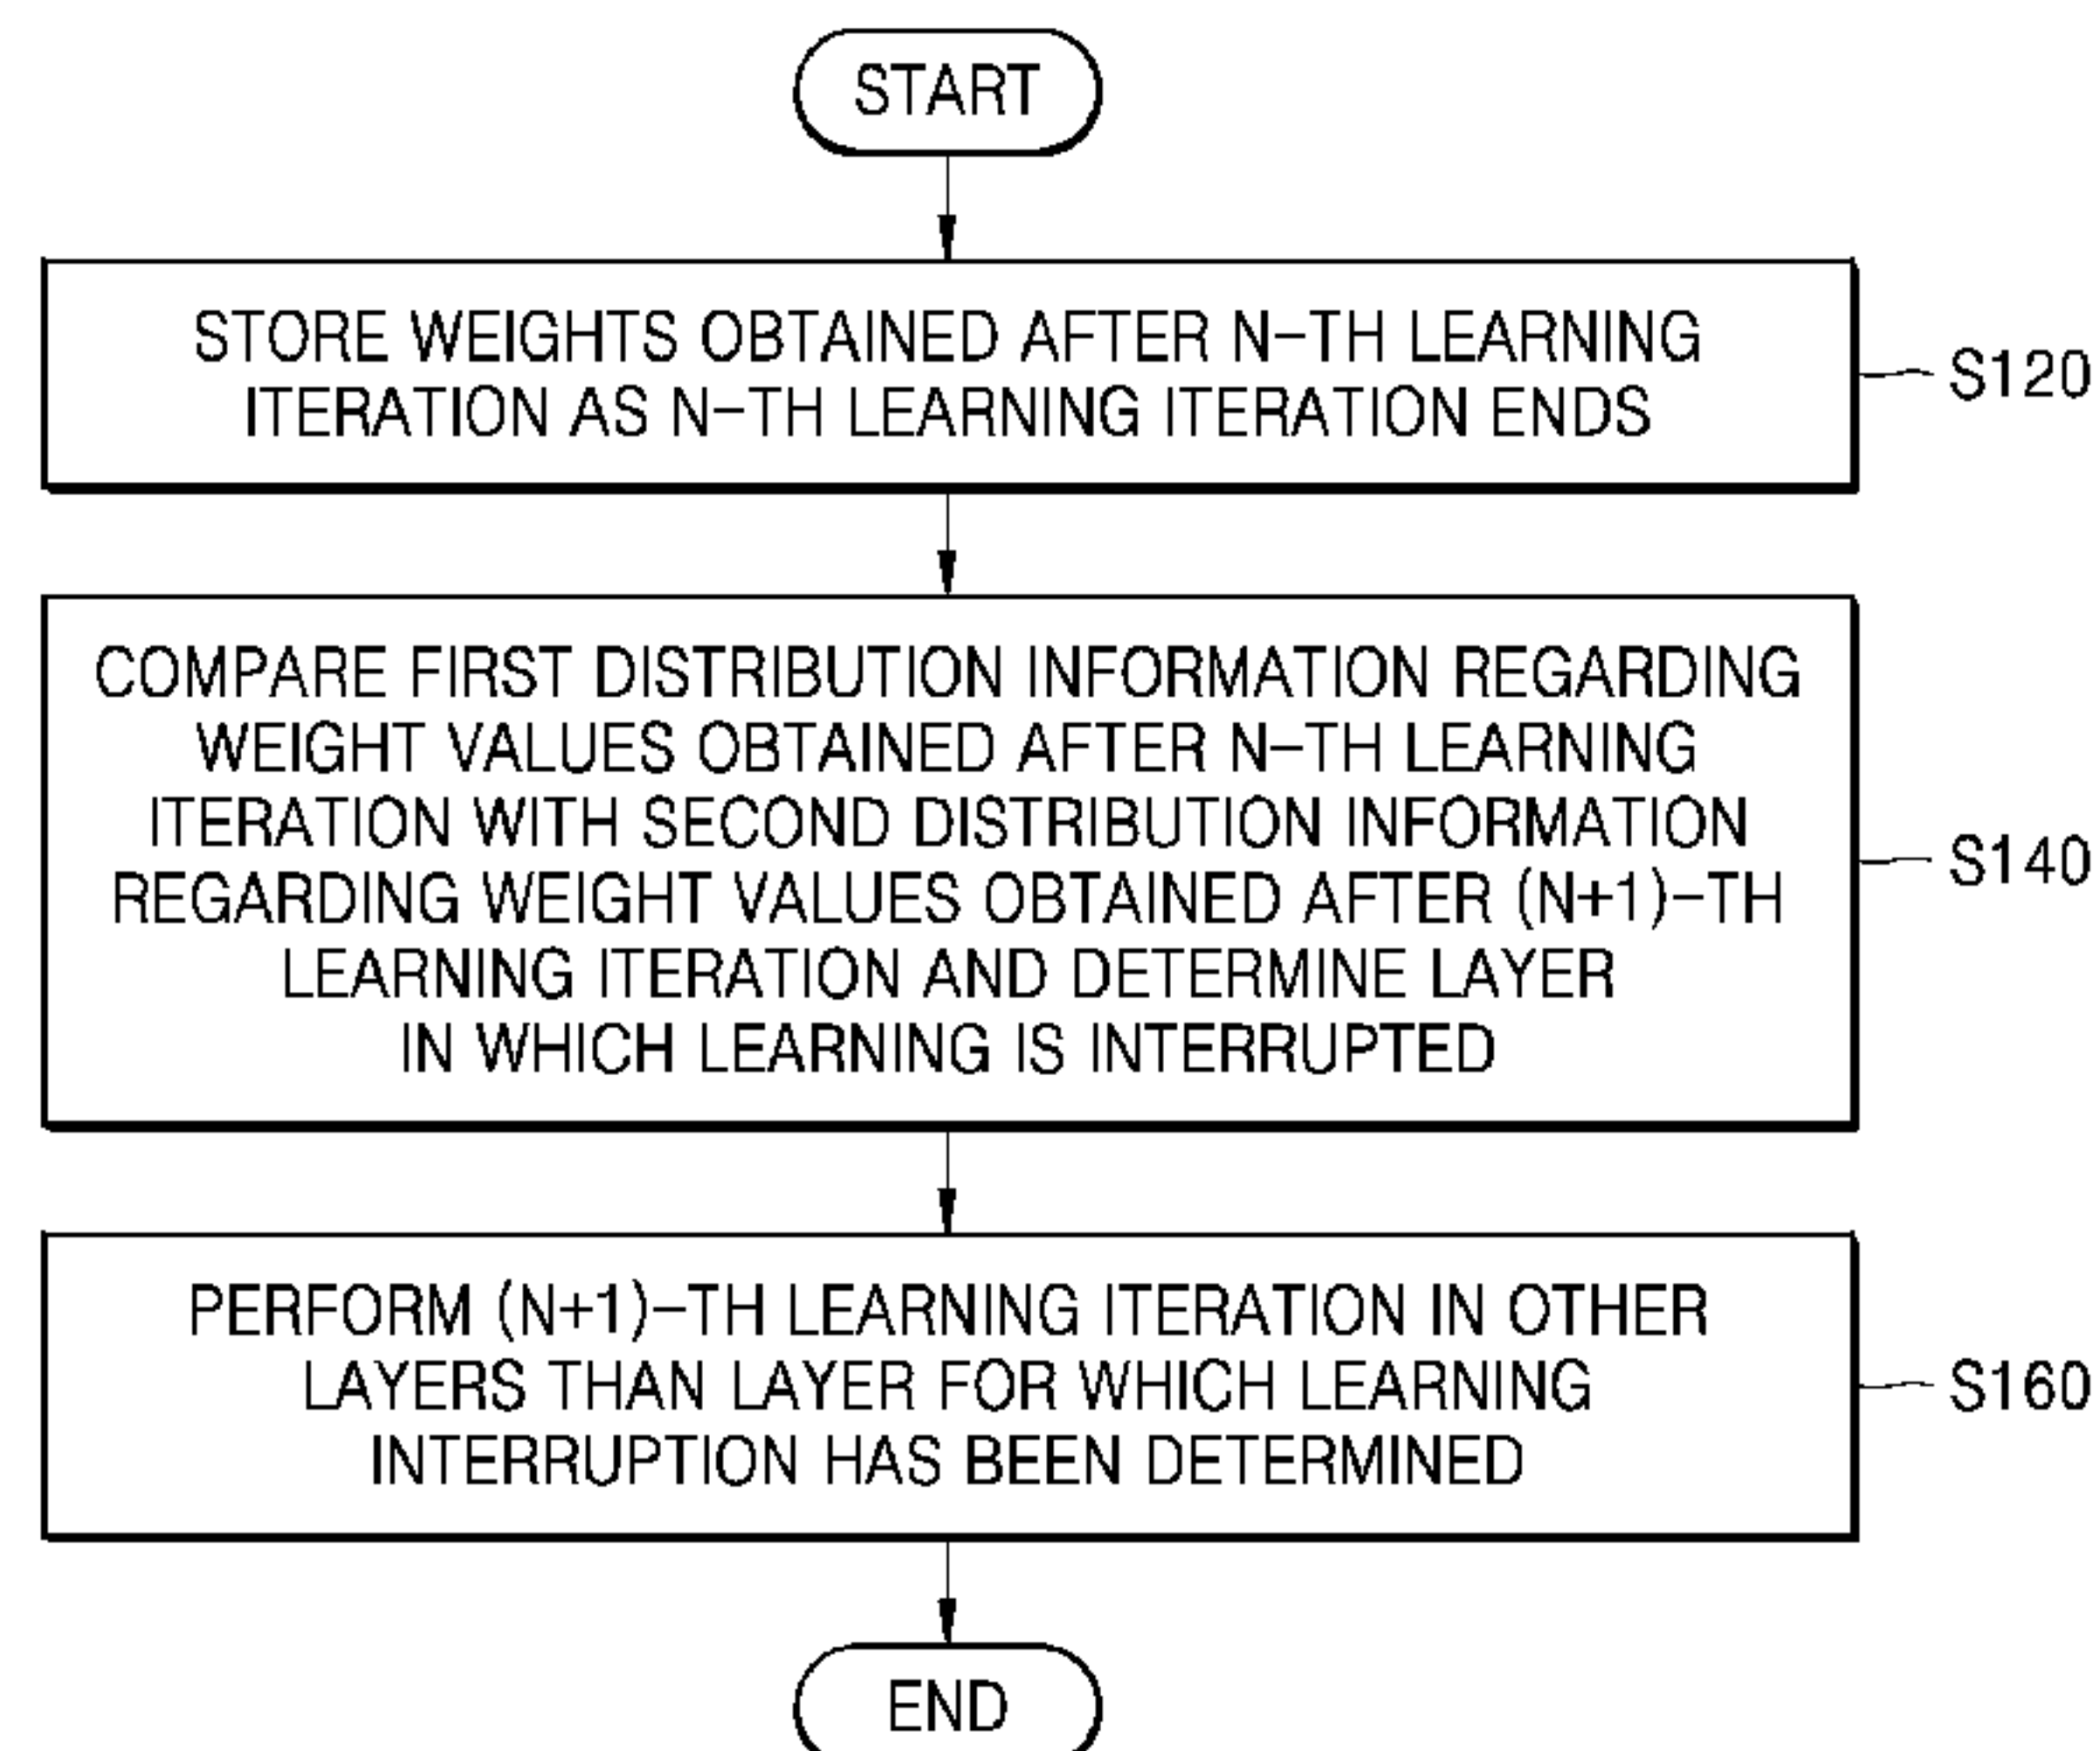 START
STORE WEIGHTS OBTAINED AFTER N-TH LEARNING
ITERATION AS N-TH LEARNING ITERATION ENDS
S120
COMPARE FIRST DISTRIBUTION INFORMATION REGARDING
WEIGHT VALUES OBTAINED AFTER N-TH LEARNING
ITERATION WITH SECOND DISTRIBUTION INFORMATION
REGARDING WEIGHT VALUES OBTAINED AFTER (N+1)-TH
LEARNING ITERATION AND DETERMINE LAYER
IN WHICH LEARNING IS INTERRUPTED
S140
PERFORM (N+1)-TH LEARNING ITERATION IN OTHER
LAYERS THAN LAYER FOR WHICH LEARNING
INTERRUPTION HAS BEEN DETERMINED
S160
END